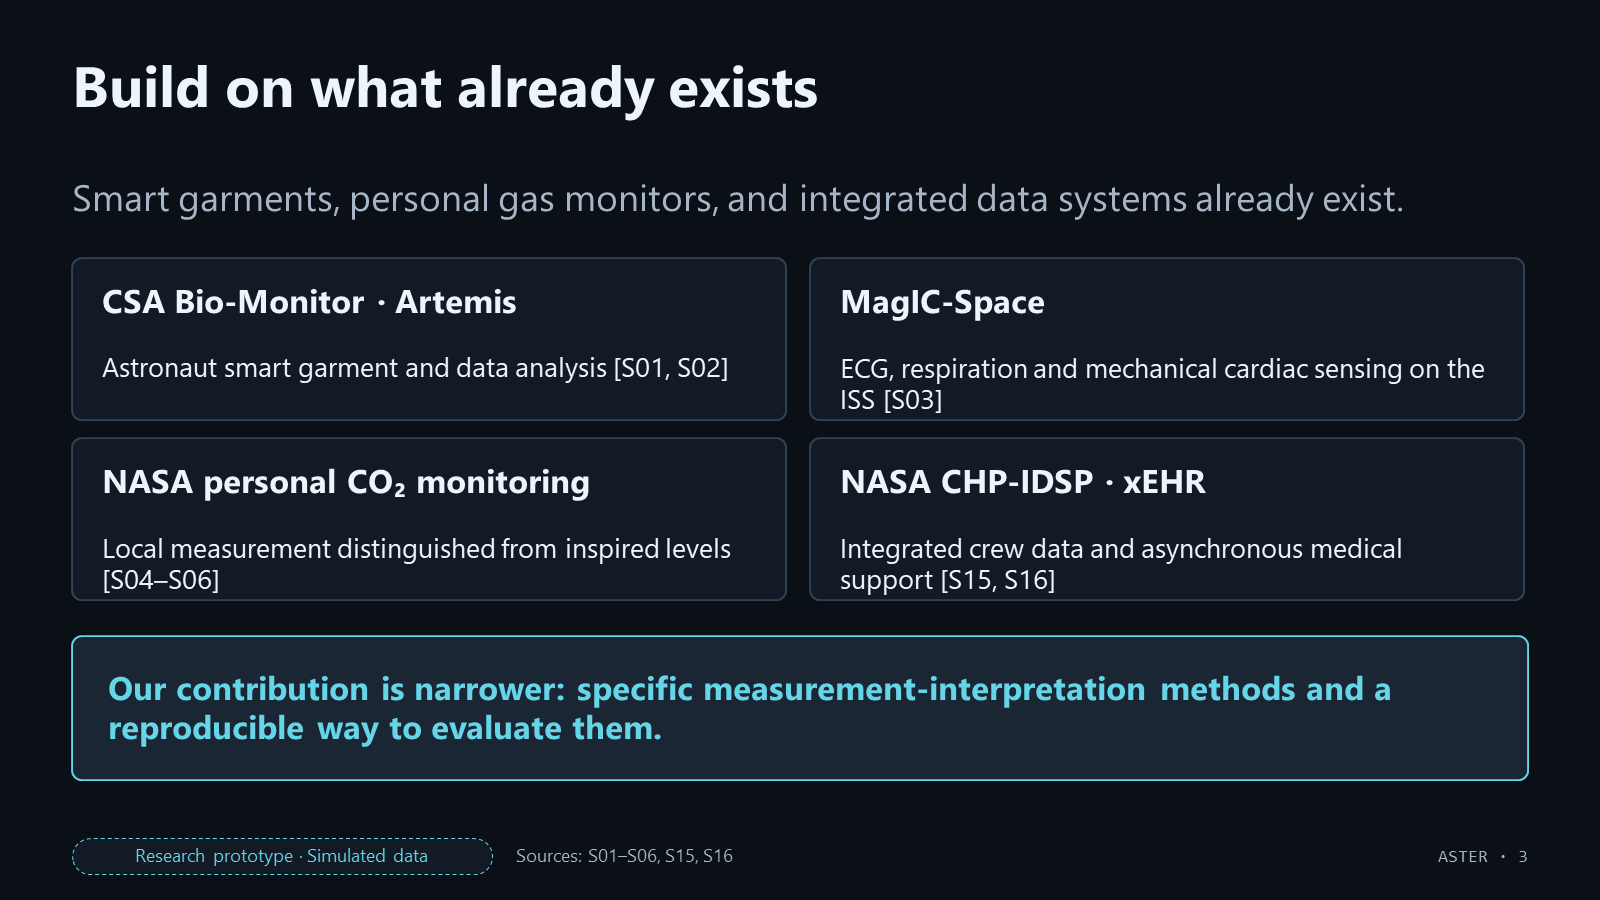 Build on what already exists
Smart garments, personal gas monitors, and integrated data systems already exist.
CSA Bio-Monitor · Artemis
Astronaut smart garment and data analysis [S01, S02]
MagIC-Space
ECG, respiration and mechanical cardiac sensing on the
ISS [S03]
NASA personal CO₂ monitoring
Local measurement distinguished from inspired levels
[S04–S06]
NASA CHP-IDSP · xEHR
Integrated crew data and asynchronous medical
support [S15, S16]
Our contribution is narrower: specific measurement-interpretation methods and a
reproducible way to evaluate them.
Research prototype · Simulated data
Sources: S01–S06, S15, S16
ASTER · 3